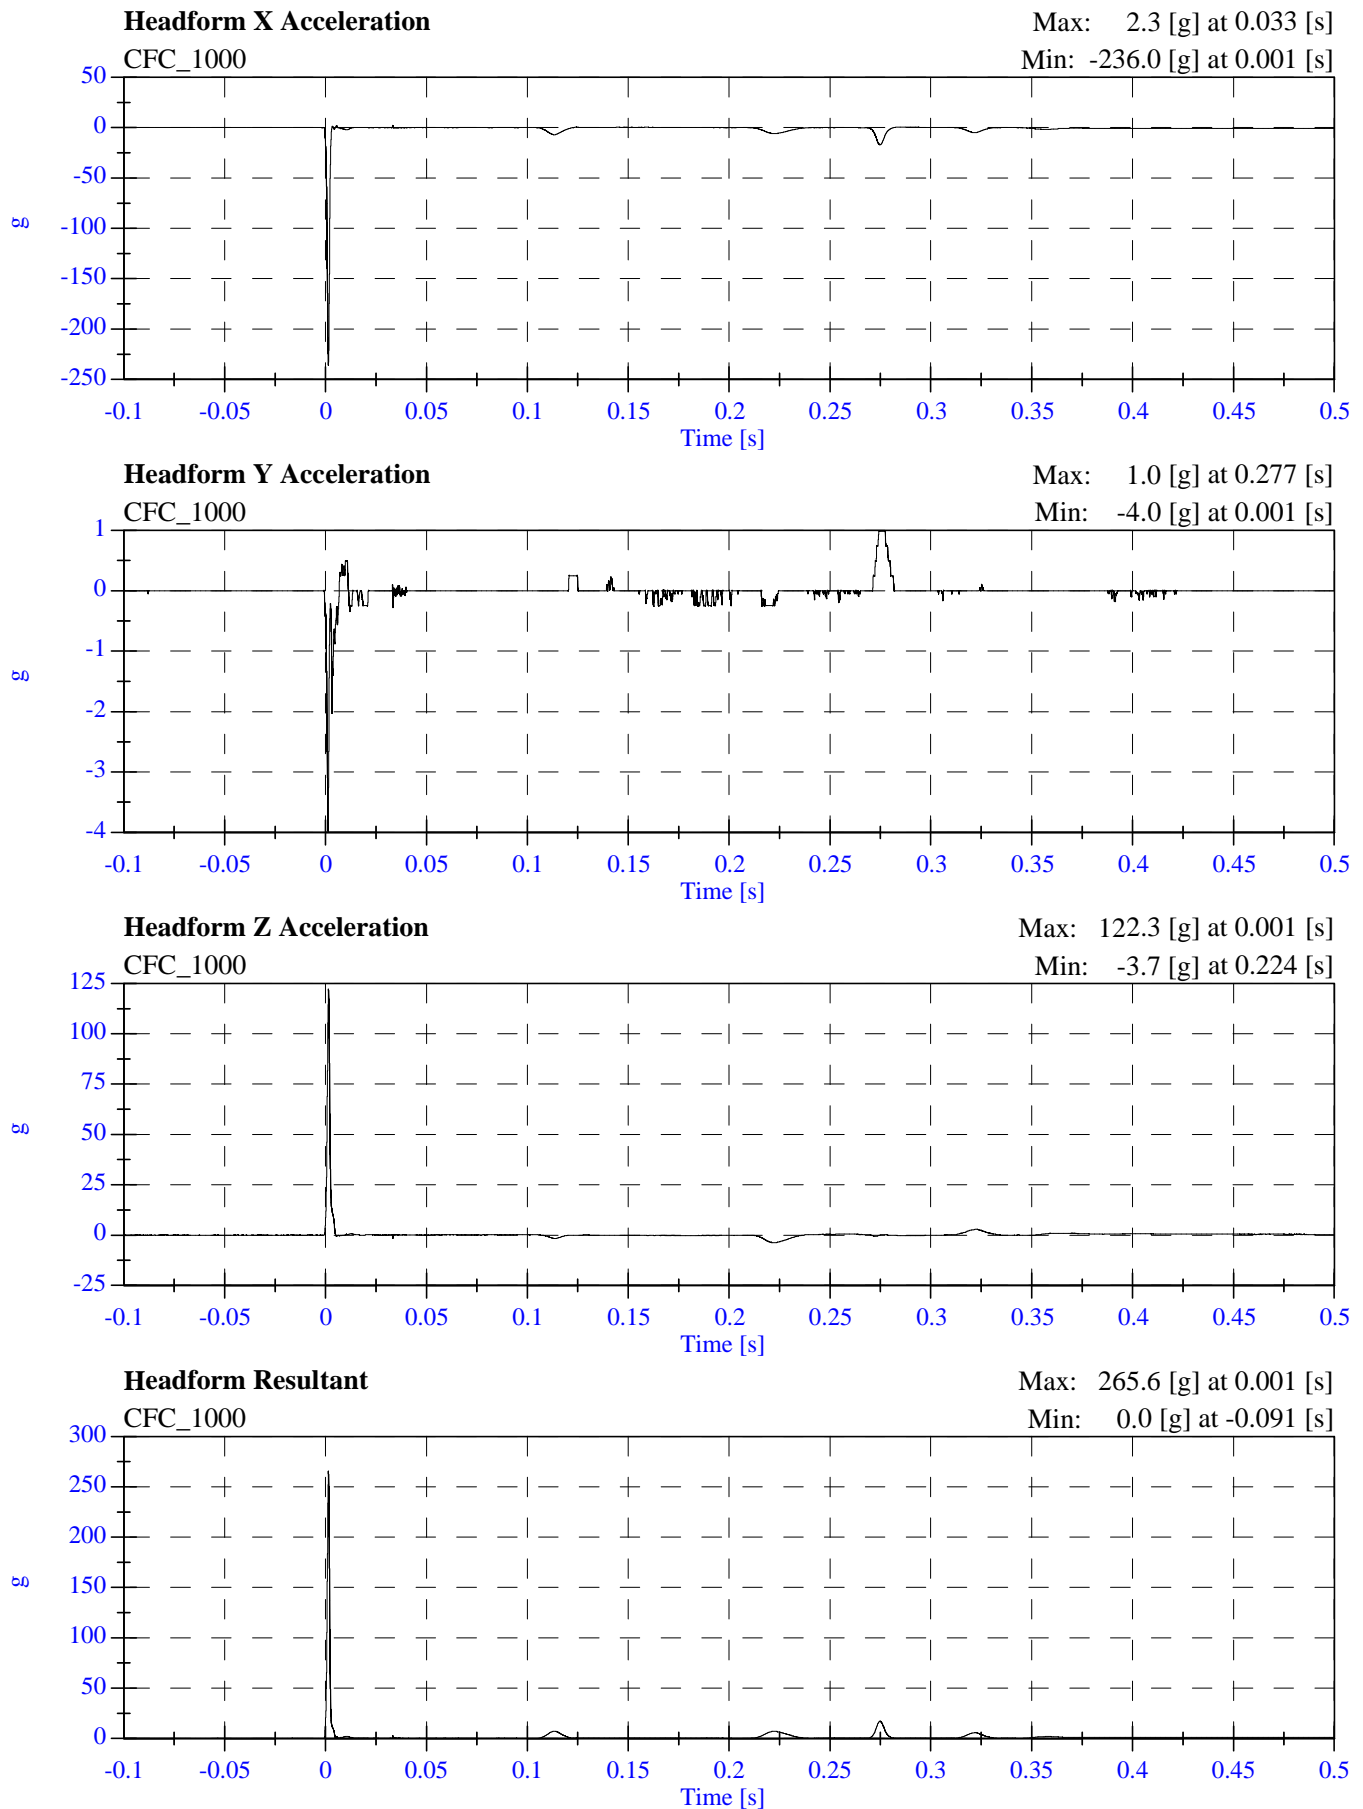 Headform X Acceleration Max: 2.3 [g] at 0.033 [s]
CFC_1000 Min: -236.0 [g] at 0.001 [s]
50
0
-50
-100
-150
-200
-250
g
-0.1 -0.05 0 0.05 0.1 0.15 0.2 0.25 0.3 0.35 0.4 0.45 0.5
Time [s]
Headform Y Acceleration Max: 1.0 [g] at 0.277 [s]
CFC_1000 Min: -4.0 [g] at 0.001 [s]
1
0
-1
-2
-3
-4
g
-0.1 -0.05 0 0.05 0.1 0.15 0.2 0.25 0.3 0.35 0.4 0.45 0.5
Time [s]
Headform Z Acceleration Max: 122.3 [g] at 0.001 [s]
CFC_1000 Min: -3.7 [g] at 0.224 [s]
125
100
75
50
25
0
-25
g
-0.1 -0.05 0 0.05 0.1 0.15 0.2 0.25 0.3 0.35 0.4 0.45 0.5
Time [s]
Headform Resultant Max: 265.6 [g] at 0.001 [s]
CFC_1000 Min: 0.0 [g] at -0.091 [s]
300
250
200
150
100
50
0
g
-0.1 -0.05 0 0.05 0.1 0.15 0.2 0.25 0.3 0.35 0.4 0.45 0.5
Time [s]